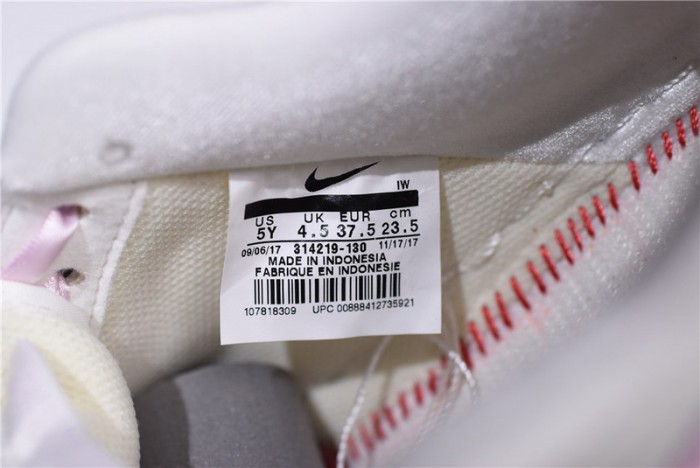 IW
US UK EUR cm
5Y 4.5 37.5 23.5
09/06/17 314219-130 11/17/17
MADE IN INDONESIA
FABRIQUE EN INDONESIE
107818309 UPC 00888412735921